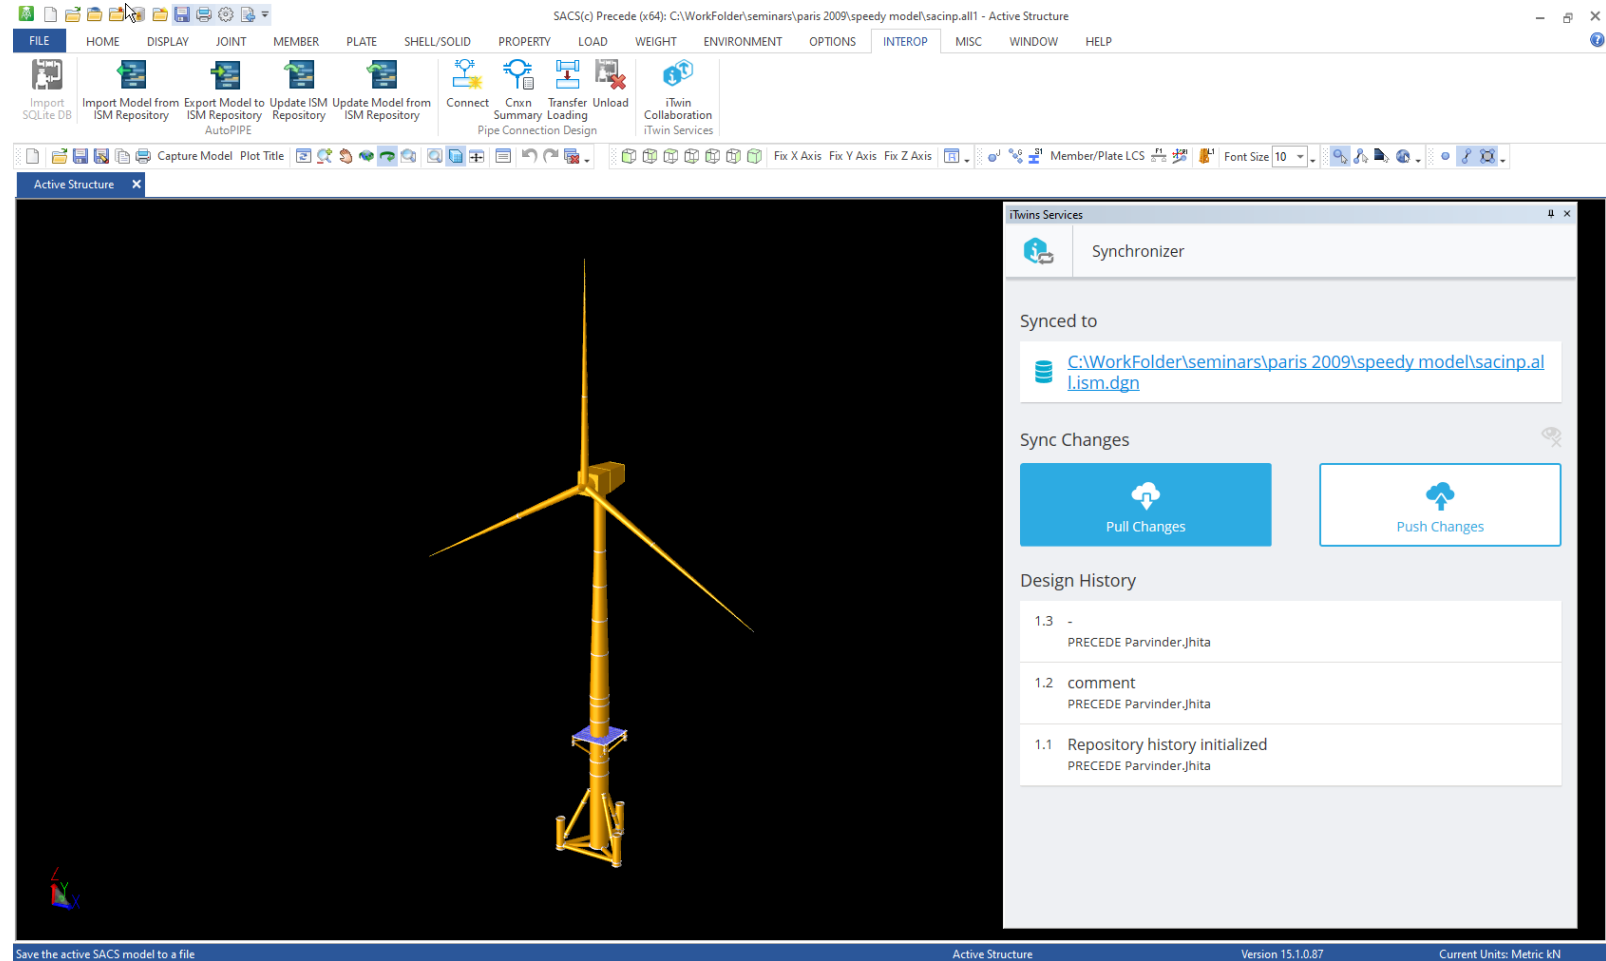 SACS(c) Precede (x64): C:\WorkFolder\seminars\paris 2009\speedy model\sacinp.all1 - Active Structure
FILE HOME DISPLAY JOINT MEMBER PLATE SHELL/SOLID PROPERTY LOAD WEIGHT ENVIRONMENT OPTIONS INTEROP MISC WINDOW HELP
Import SQLite DB
Import Model from ISM Repository
Export Model to ISM Repository
Update ISM Repository
Update Model from ISM Repository
AutoPIPE
Connect
Cnxn Summary
Transfer Loading
Unload
Pipe Connection Design
iTwin Collaboration
iTwin Services
Capture Model Plot Title Fix X Axis Fix Y Axis Fix Z Axis Member/Plate LCS Font Size 10
Active Structure
iTwins Services
Synchronizer
Synced to
C:\WorkFolder\seminars\paris 2009\speedy model\sacinp.al
l.ism.dgn
Sync Changes
Pull Changes Push Changes
Design History
1.3 -
PRECEDE Parvinder.Jhita
1.2 comment
PRECEDE Parvinder.Jhita
1.1 Repository history initialized
PRECEDE Parvinder.Jhita
Z
Y
X
Save the active SACS model to a file Active Structure Version 15.1.0.87 Current Units: Metric kN